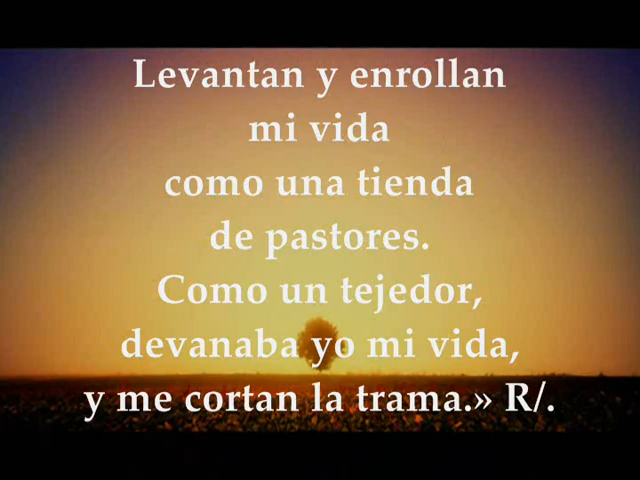 Levantan y enrollan
mi vida
como una tienda
de pastores.
Como un tejedor,
devanaba yo mi vida,
y me cortan la trama.» R/.